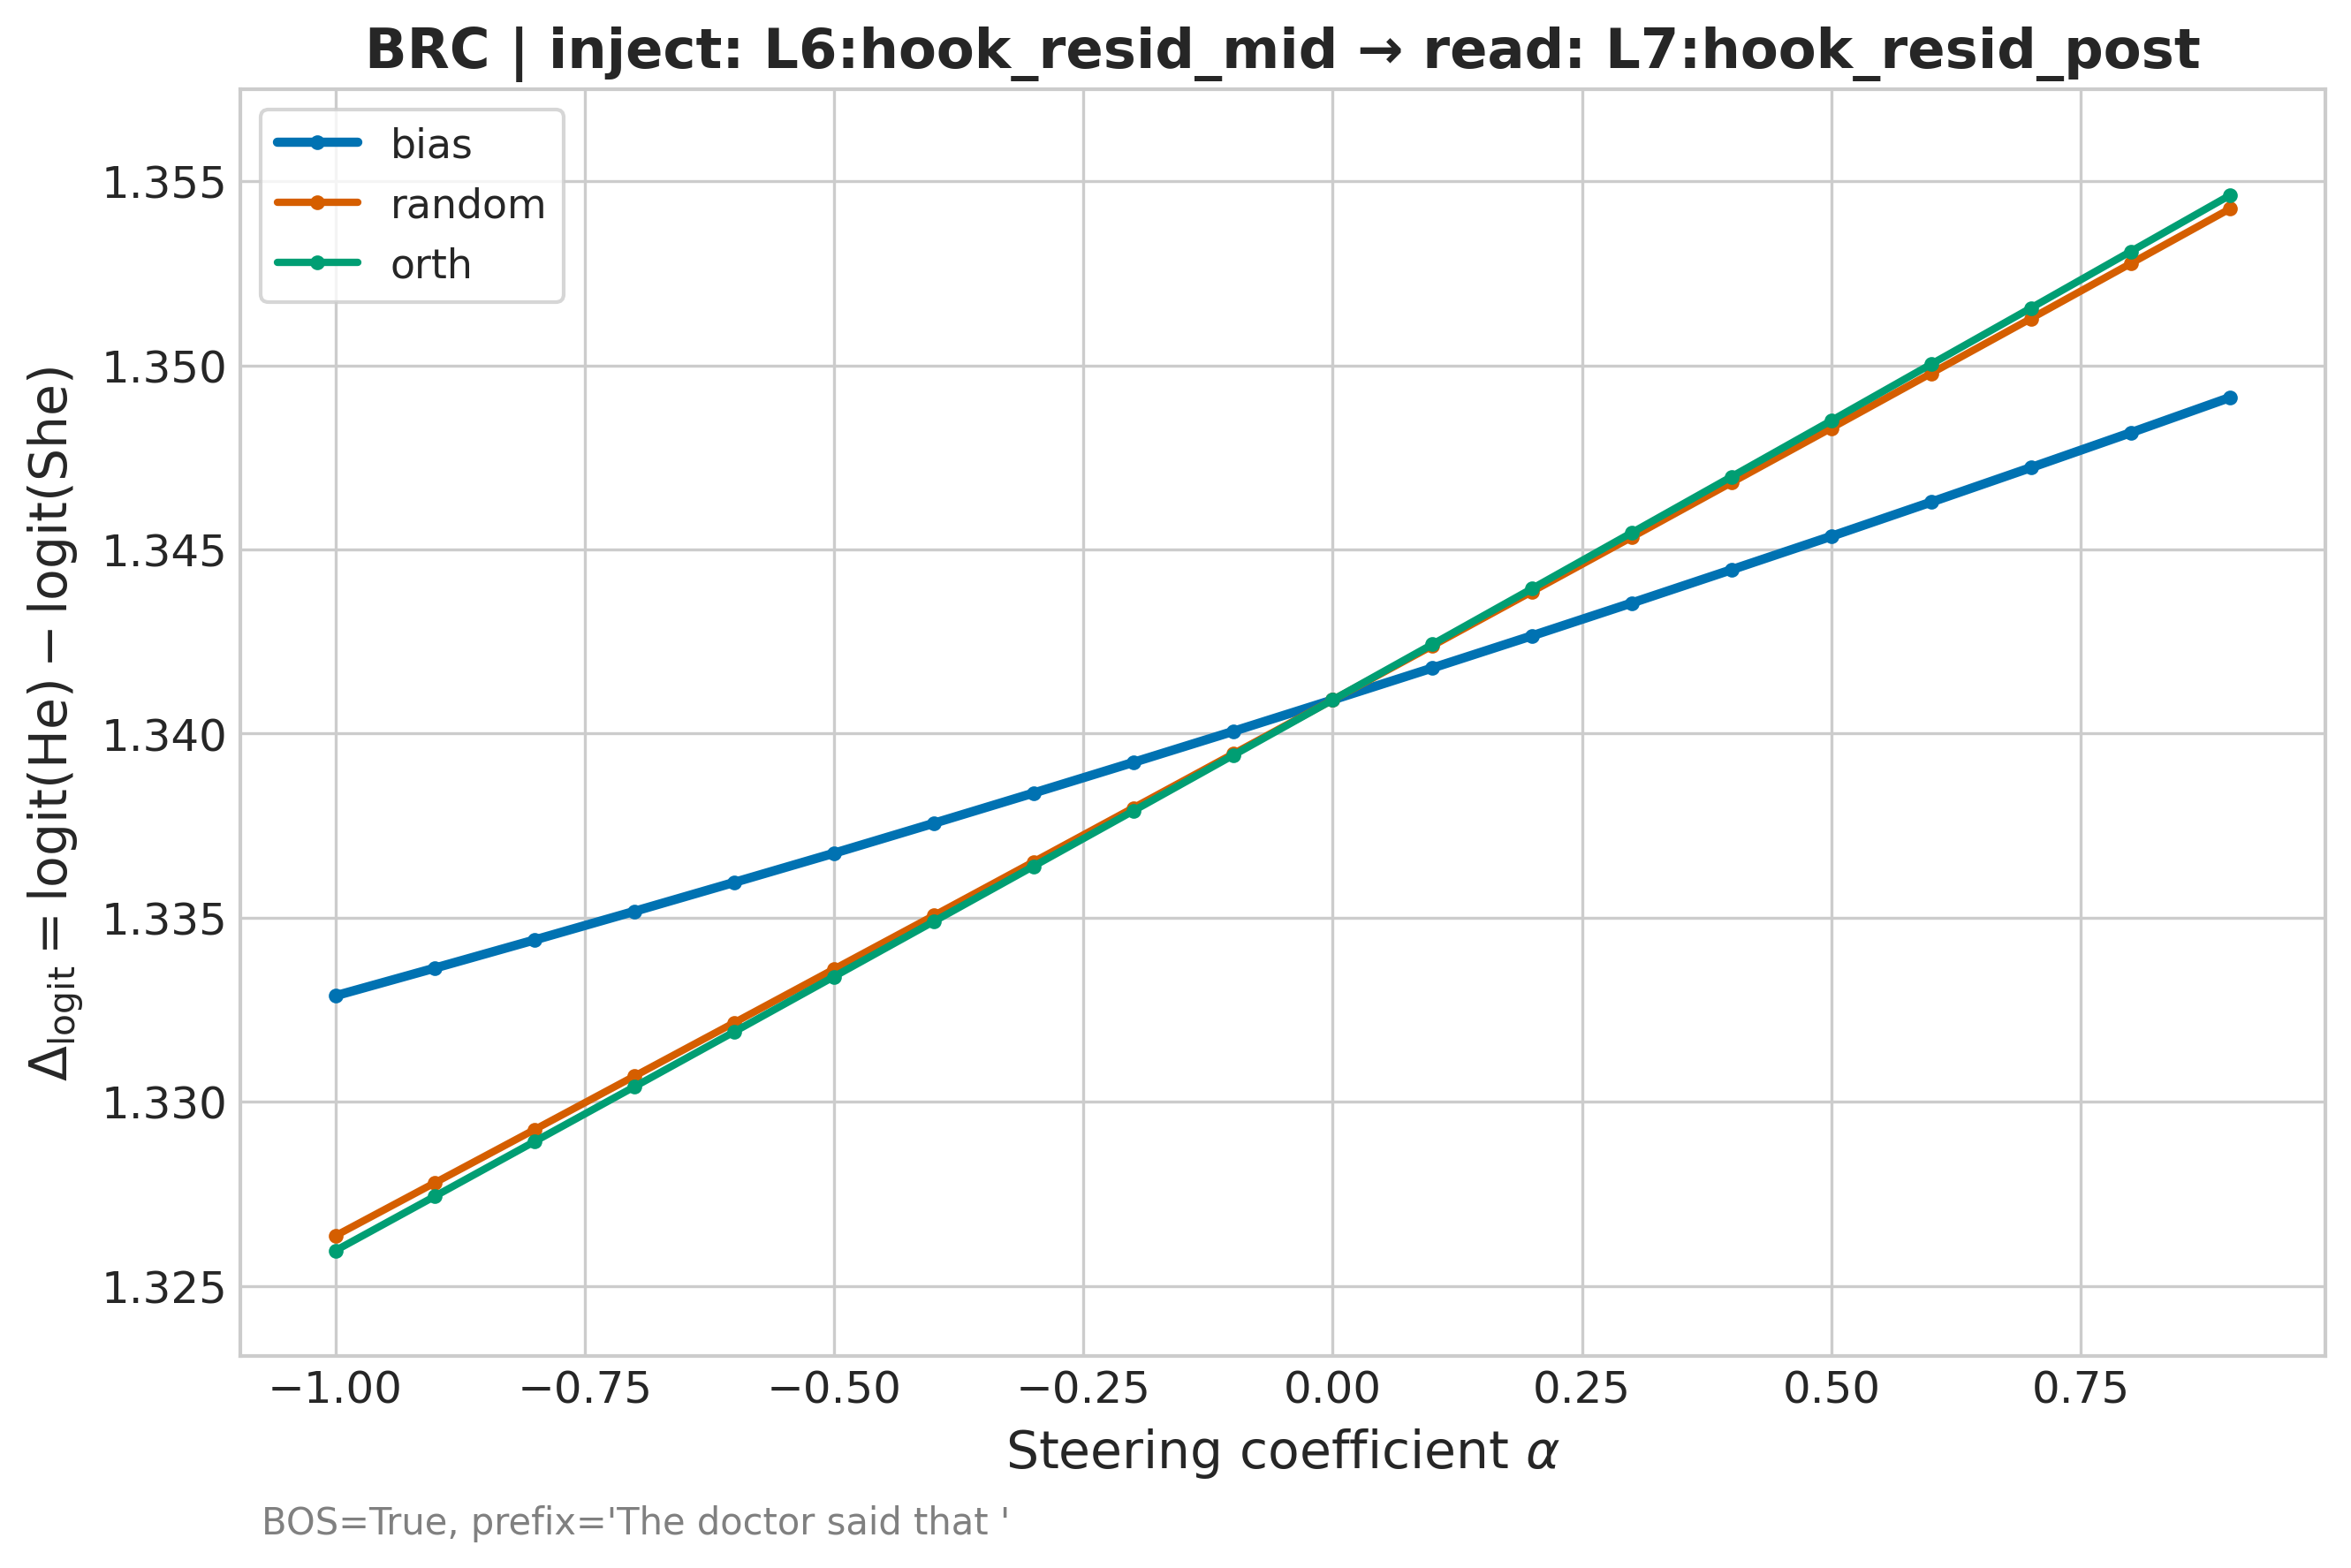 BRC | inject: L6:hook_resid_mid → read: L7:hook_resid_post
bias
random
orth
1.355
1.350
1.345
1.340
1.335
1.330
1.325
Δlogit = logit(He) − logit(She)
−1.00 −0.75 −0.50 −0.25 0.00 0.25 0.50 0.75
Steering coefficient α
BOS=True, prefix='The doctor said that '